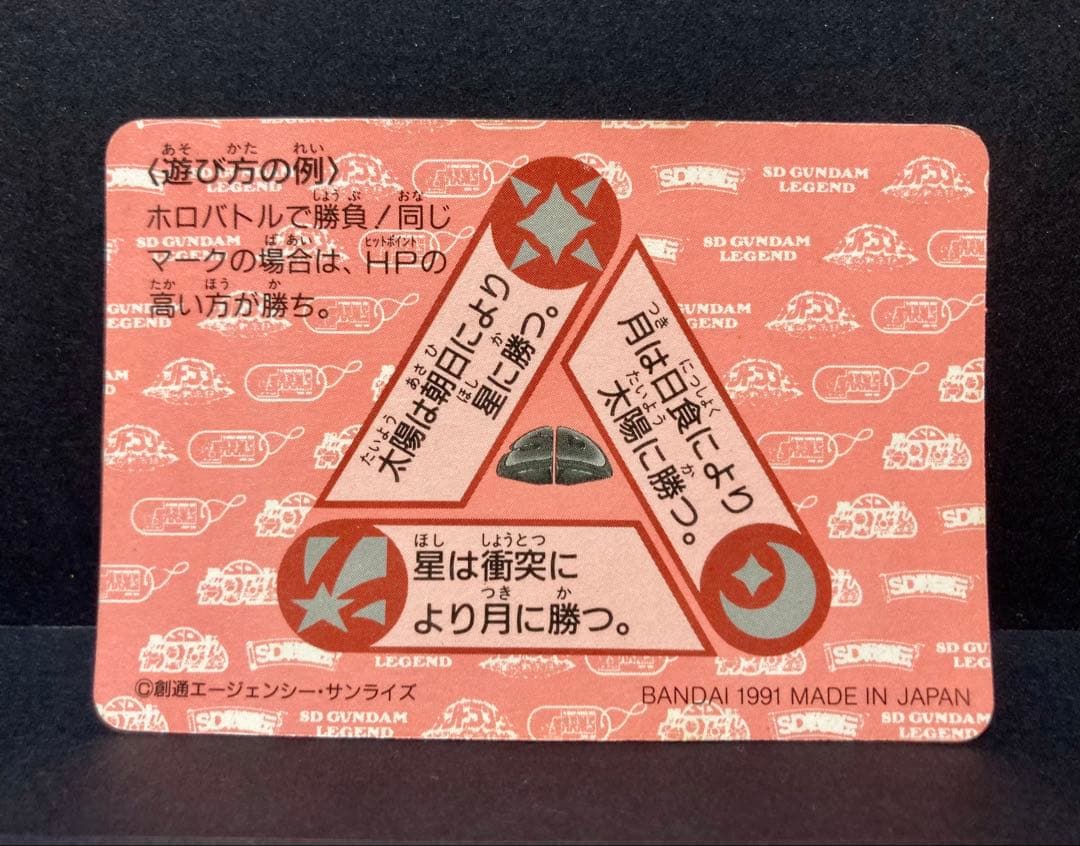 〈遊び方の例〉
ホロバトルで勝負！同じ
マークの場合は、HPの
高い方が勝ち。
太陽は朝日により
星に勝つ。
月は日食により
太陽に勝つ。
星は衝突に
より月に勝つ。
©創通エージェンシー・サンライズ
BANDAI 1991 MADE IN JAPAN
SD GUNDAM
LEGEND